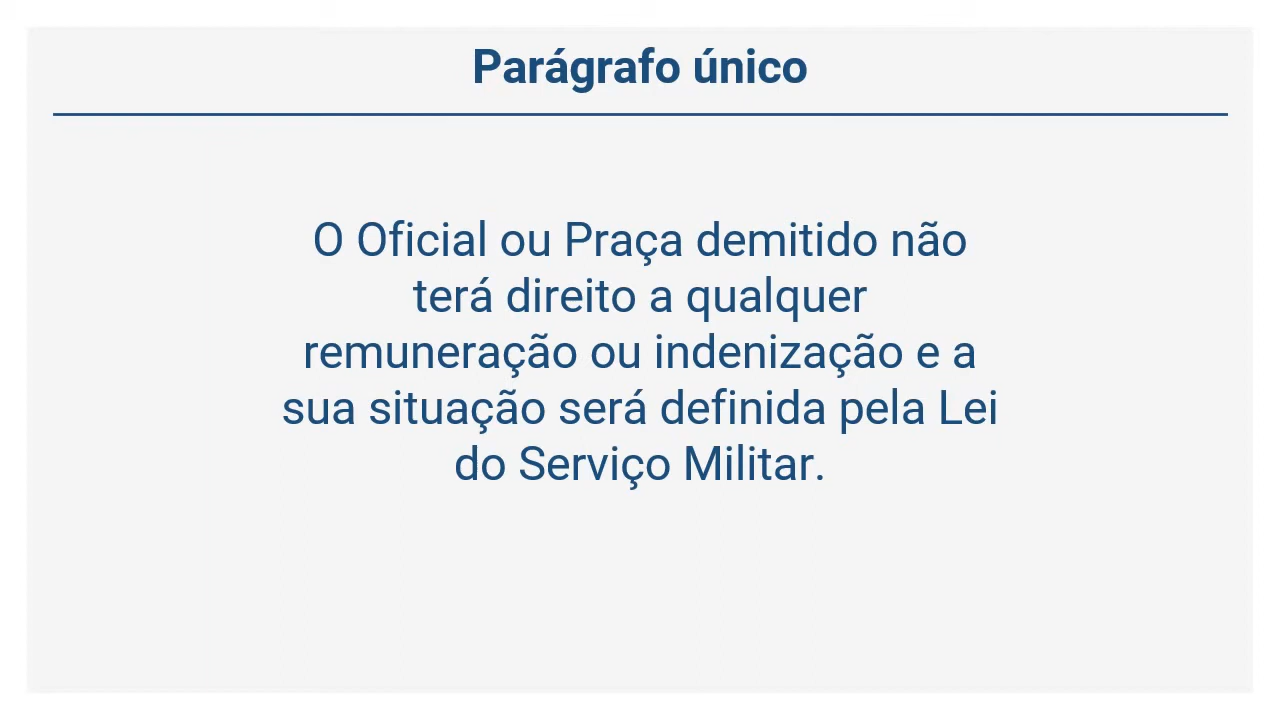 Parágrafo único
O Oficial ou Praça demitido não
terá direito a qualquer
remuneração ou indenização e a
sua situação será definida pela Lei
do Serviço Militar.